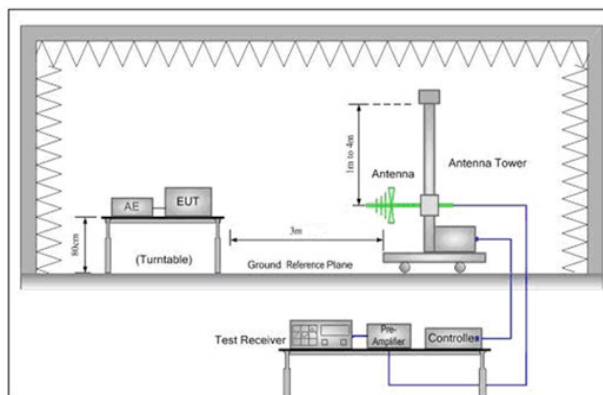 1m to 4m
Antenna
Antenna Tower
AE
EUT
80cm
(Turntable)
3m
Ground Reference Plane
Test Receiver
Pre-
Amplifier
Controller